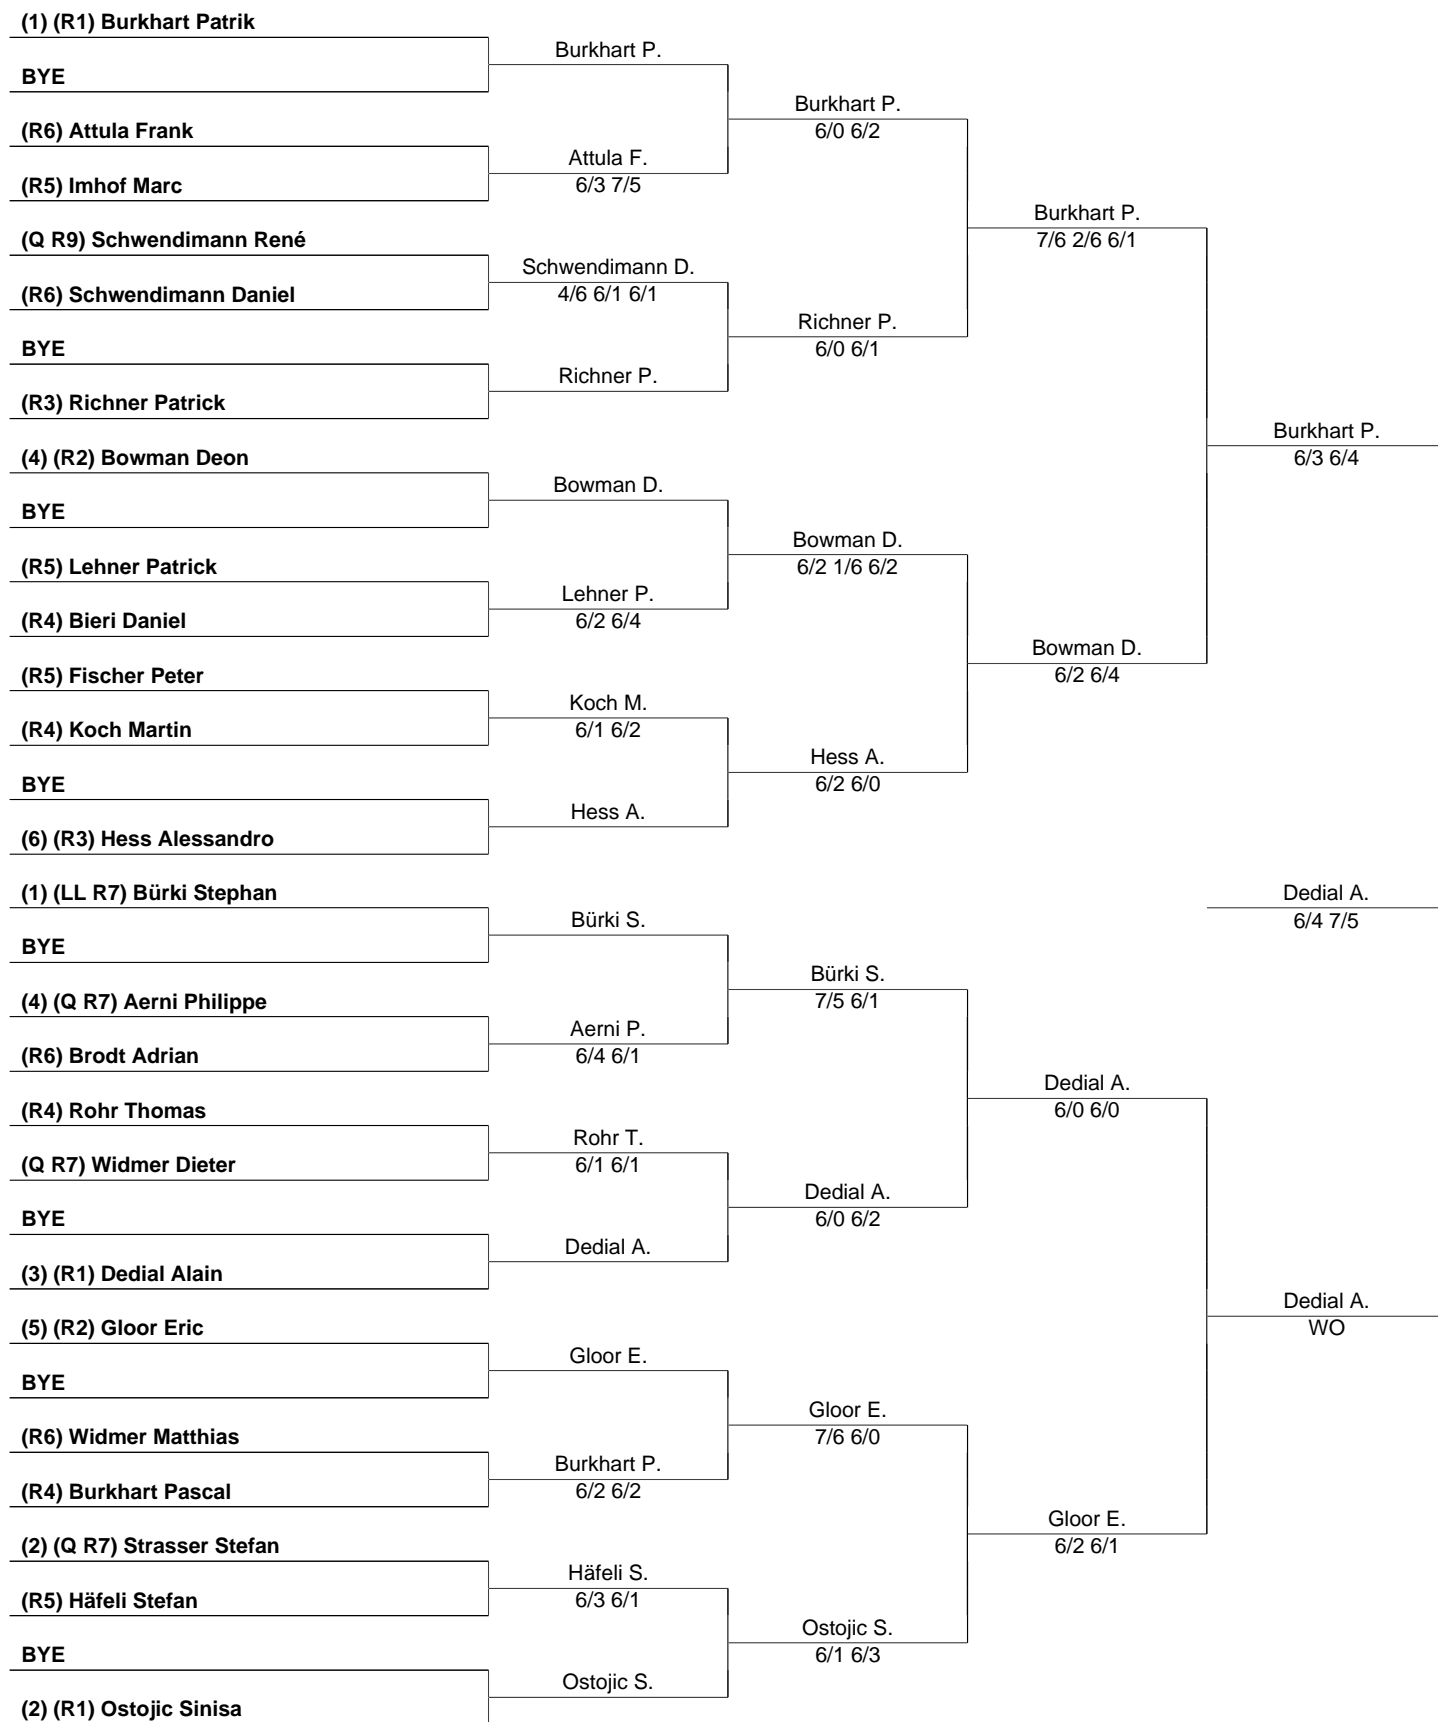 (1) (R1) Burkhart Patrik
BYE
(R6) Attula Frank
(R5) Imhof Marc
(Q R9) Schwendimann René
(R6) Schwendimann Daniel
BYE
(R3) Richner Patrick
(4) (R2) Bowman Deon
BYE
(R5) Lehner Patrick
(R4) Bieri Daniel
(R5) Fischer Peter
(R4) Koch Martin
BYE
(6) (R3) Hess Alessandro
(1) (LL R7) Bürki Stephan
BYE
(4) (Q R7) Aerni Philippe
(R6) Brodt Adrian
(R4) Rohr Thomas
(Q R7) Widmer Dieter
BYE
(3) (R1) Dedial Alain
(5) (R2) Gloor Eric
BYE
(R6) Widmer Matthias
(R4) Burkhart Pascal
(2) (Q R7) Strasser Stefan
(R5) Häfeli Stefan
BYE
(2) (R1) Ostojic Sinisa
Burkhart P.
Attula F.
6/3 7/5
Schwendimann D.
4/6 6/1 6/1
Richner P.
Bowman D.
Lehner P.
6/2 6/4
Koch M.
6/1 6/2
Hess A.
Bürki S.
Aerni P.
6/4 6/1
Rohr T.
6/1 6/1
Dedial A.
Gloor E.
Burkhart P.
6/2 6/2
Häfeli S.
6/3 6/1
Ostojic S.
Burkhart P.
6/0 6/2
Richner P.
6/0 6/1
Bowman D.
6/2 1/6 6/2
Hess A.
6/2 6/0
Bürki S.
7/5 6/1
Dedial A.
6/0 6/2
Gloor E.
7/6 6/0
Ostojic S.
6/1 6/3
Burkhart P.
7/6 2/6 6/1
Bowman D.
6/2 6/4
Dedial A.
6/0 6/0
Gloor E.
6/2 6/1
Burkhart P.
6/3 6/4
Dedial A.
6/4 7/5
Dedial A.
WO